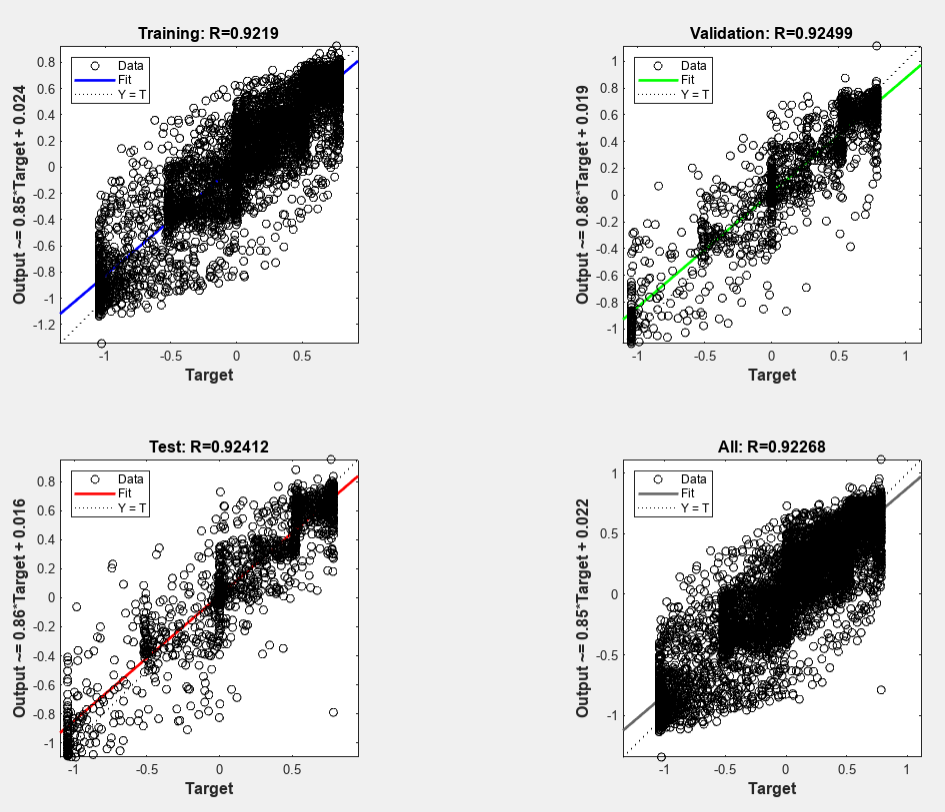 Training: R=0.9219
Output ~= 0.85*Target + 0.024
0.8
0.6
0.4
0.2
0
-0.2
-0.4
-0.6
-0.8
-1
-1.2
Data
Fit
Y = T
-1 -0.5 0 0.5
Target
Validation: R=0.92499
Output ~= 0.86*Target + 0.019
1
0.8
0.6
0.4
0.2
0
-0.2
-0.4
-0.6
-0.8
-1
Data
Fit
Y = T
-1 -0.5 0 0.5 1
Target
Test: R=0.92412
Output ~= 0.86*Target + 0.016
0.8
0.6
0.4
0.2
0
-0.2
-0.4
-0.6
-0.8
-1
Data
Fit
Y = T
-1 -0.5 0 0.5
Target
All: R=0.92268
Output ~= 0.85*Target + 0.022
1
0.5
0
-0.5
-1
Data
Fit
Y = T
-1 -0.5 0 0.5 1
Target